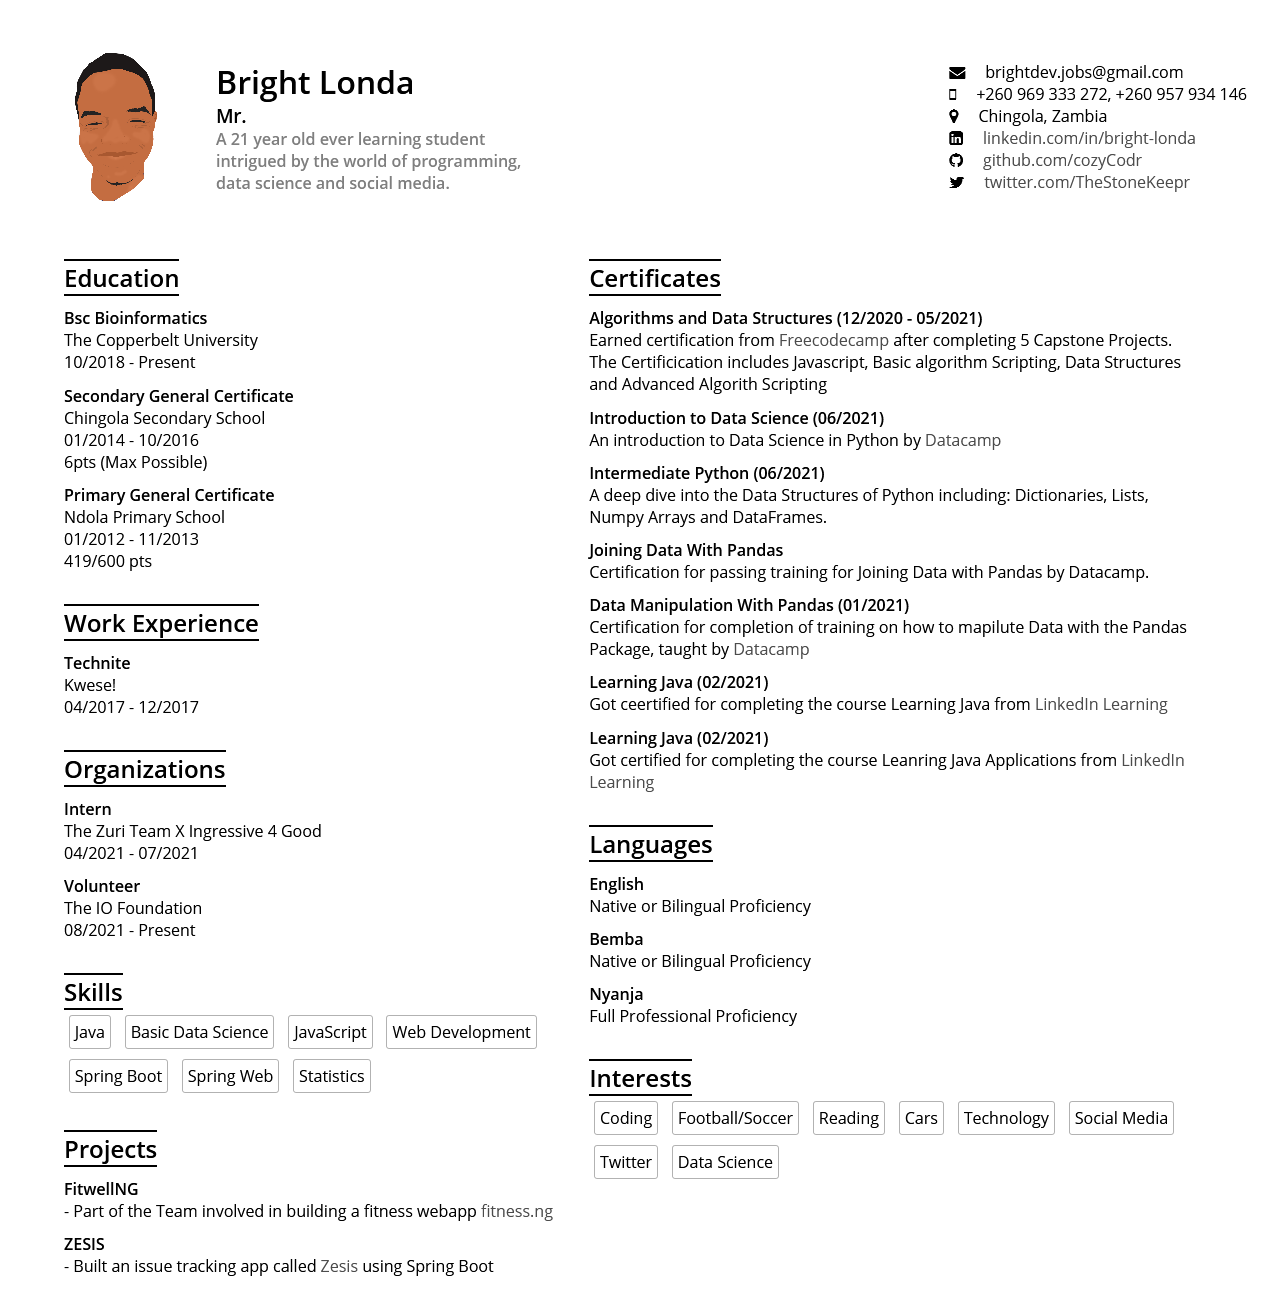 Bright Londa
Mr.
A 21 year old ever learning student
intrigued by the world of programming,
data science and social media.
brightdev.jobs@gmail.com
+260 969 333 272, +260 957 934 146
Chingola, Zambia
linkedin.com/in/bright-londa
github.com/cozyCodr
twitter.com/TheStoneKeepr
Education
Bsc Bioinformatics
The Copperbelt University
10/2018 - Present
Secondary General Certificate
Chingola Secondary School
01/2014 - 10/2016
6pts (Max Possible)
Primary General Certificate
Ndola Primary School
01/2012 - 11/2013
419/600 pts
Work Experience
Technite
Kwese!
04/2017 - 12/2017
Organizations
Intern
The Zuri Team X Ingressive 4 Good
04/2021 - 07/2021
Volunteer
The IO Foundation
08/2021 - Present
Skills
Java Basic Data Science JavaScript Web Development
Spring Boot Spring Web Statistics
Projects
FitwellNG
- Part of the Team involved in building a fitness webapp fitness.ng
ZESIS
- Built an issue tracking app called Zesis using Spring Boot
Certificates
Algorithms and Data Structures (12/2020 - 05/2021)
Earned certification from Freecodecamp after completing 5 Capstone Projects.
The Certificication includes Javascript, Basic algorithm Scripting, Data Structures
and Advanced Algorith Scripting
Introduction to Data Science (06/2021)
An introduction to Data Science in Python by Datacamp
Intermediate Python (06/2021)
A deep dive into the Data Structures of Python including: Dictionaries, Lists,
Numpy Arrays and DataFrames.
Joining Data With Pandas
Certification for passing training for Joining Data with Pandas by Datacamp.
Data Manipulation With Pandas (01/2021)
Certification for completion of training on how to mapilute Data with the Pandas
Package, taught by Datacamp
Learning Java (02/2021)
Got ceertified for completing the course Learning Java from LinkedIn Learning
Learning Java (02/2021)
Got certified for completing the course Leanring Java Applications from LinkedIn
Learning
Languages
English
Native or Bilingual Proficiency
Bemba
Native or Bilingual Proficiency
Nyanja
Full Professional Proficiency
Interests
Coding Football/Soccer Reading Cars Technology Social Media
Twitter Data Science